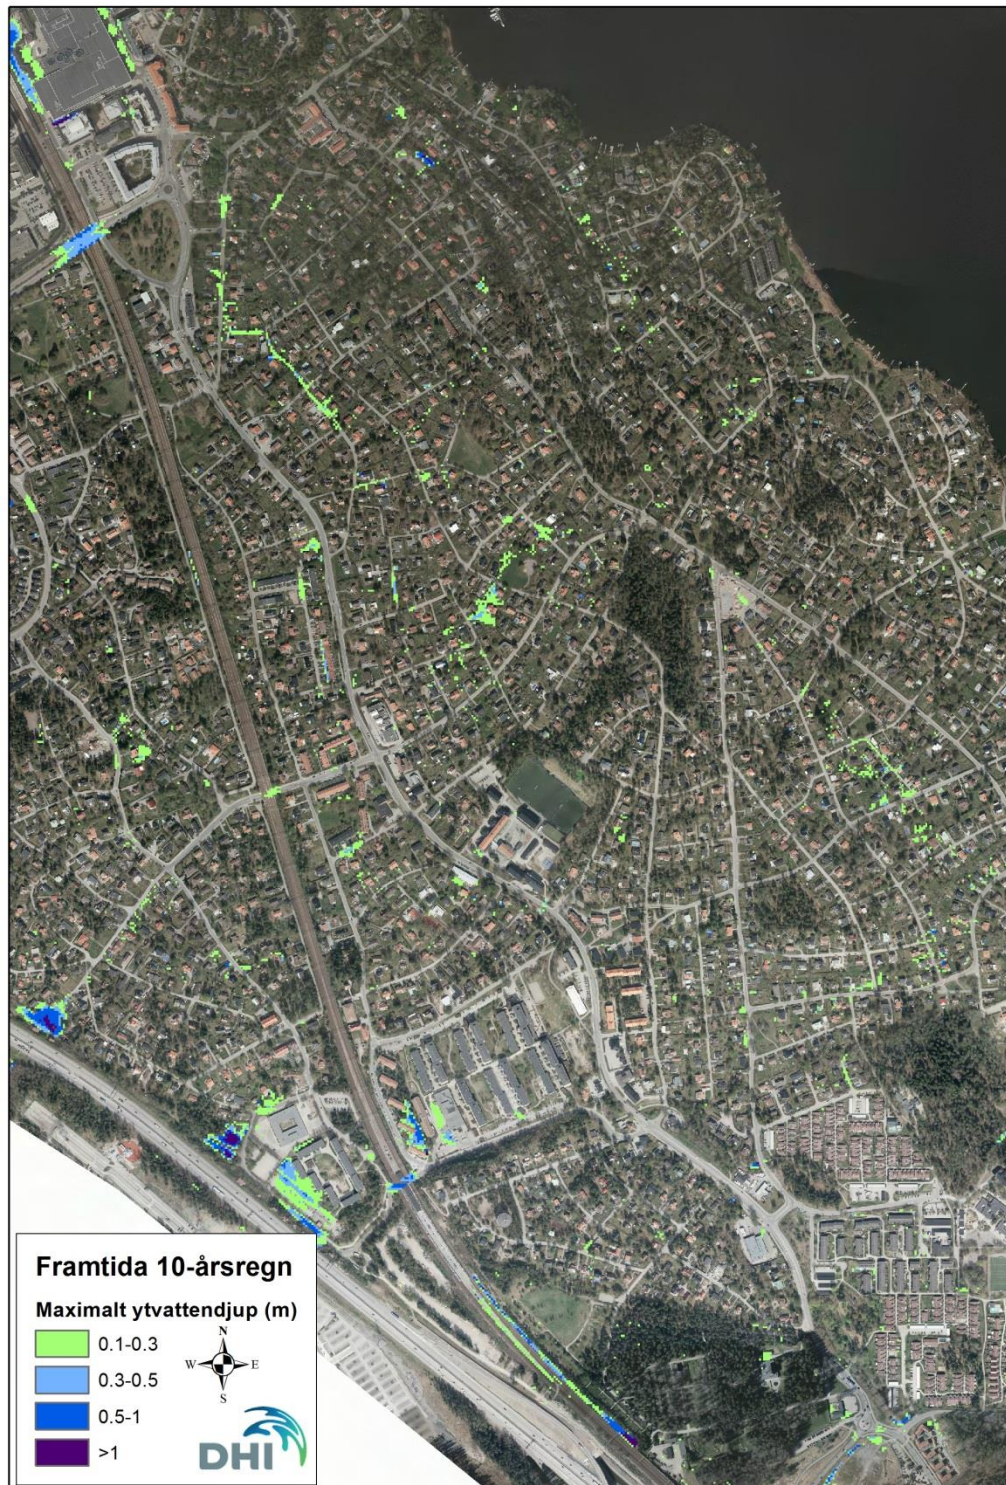 Framtida 10-årsregn
Maximalt ytvattendjup (m)
0.1-0.3
0.3-0.5
0.5-1
>1
N
W E
S
DHI